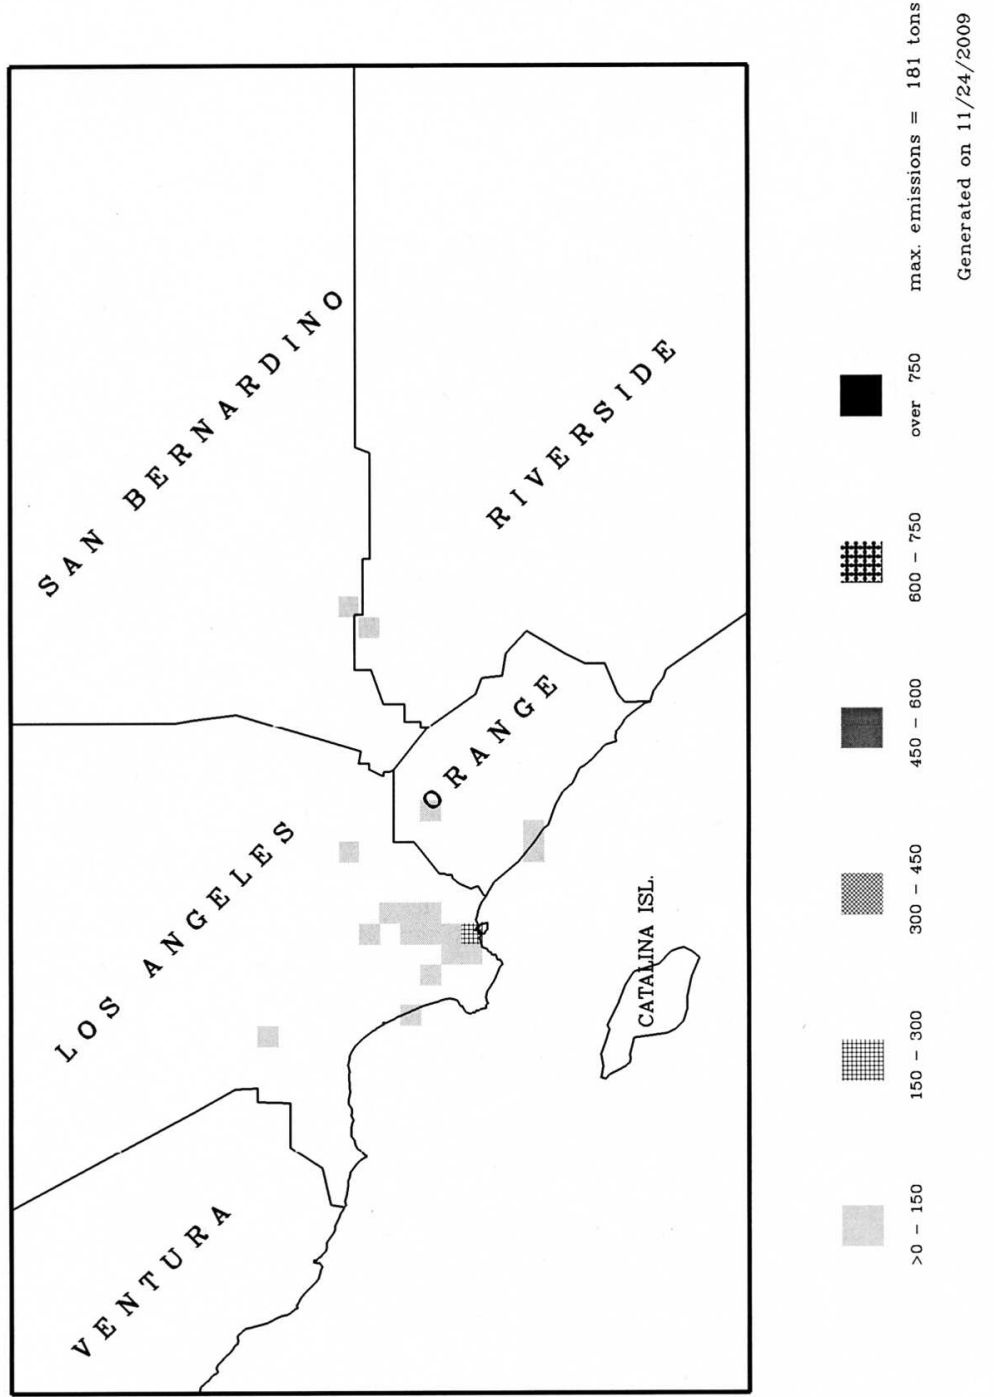 VENTURA
LOS ANGELES
SAN BERNARDINO
ORANGE
RIVERSIDE
CATALINA ISL.
>0 – 150
150 – 300
300 – 450
450 – 600
600 – 750
over 750
max. emissions = 181 tons
Generated on 11/24/2009